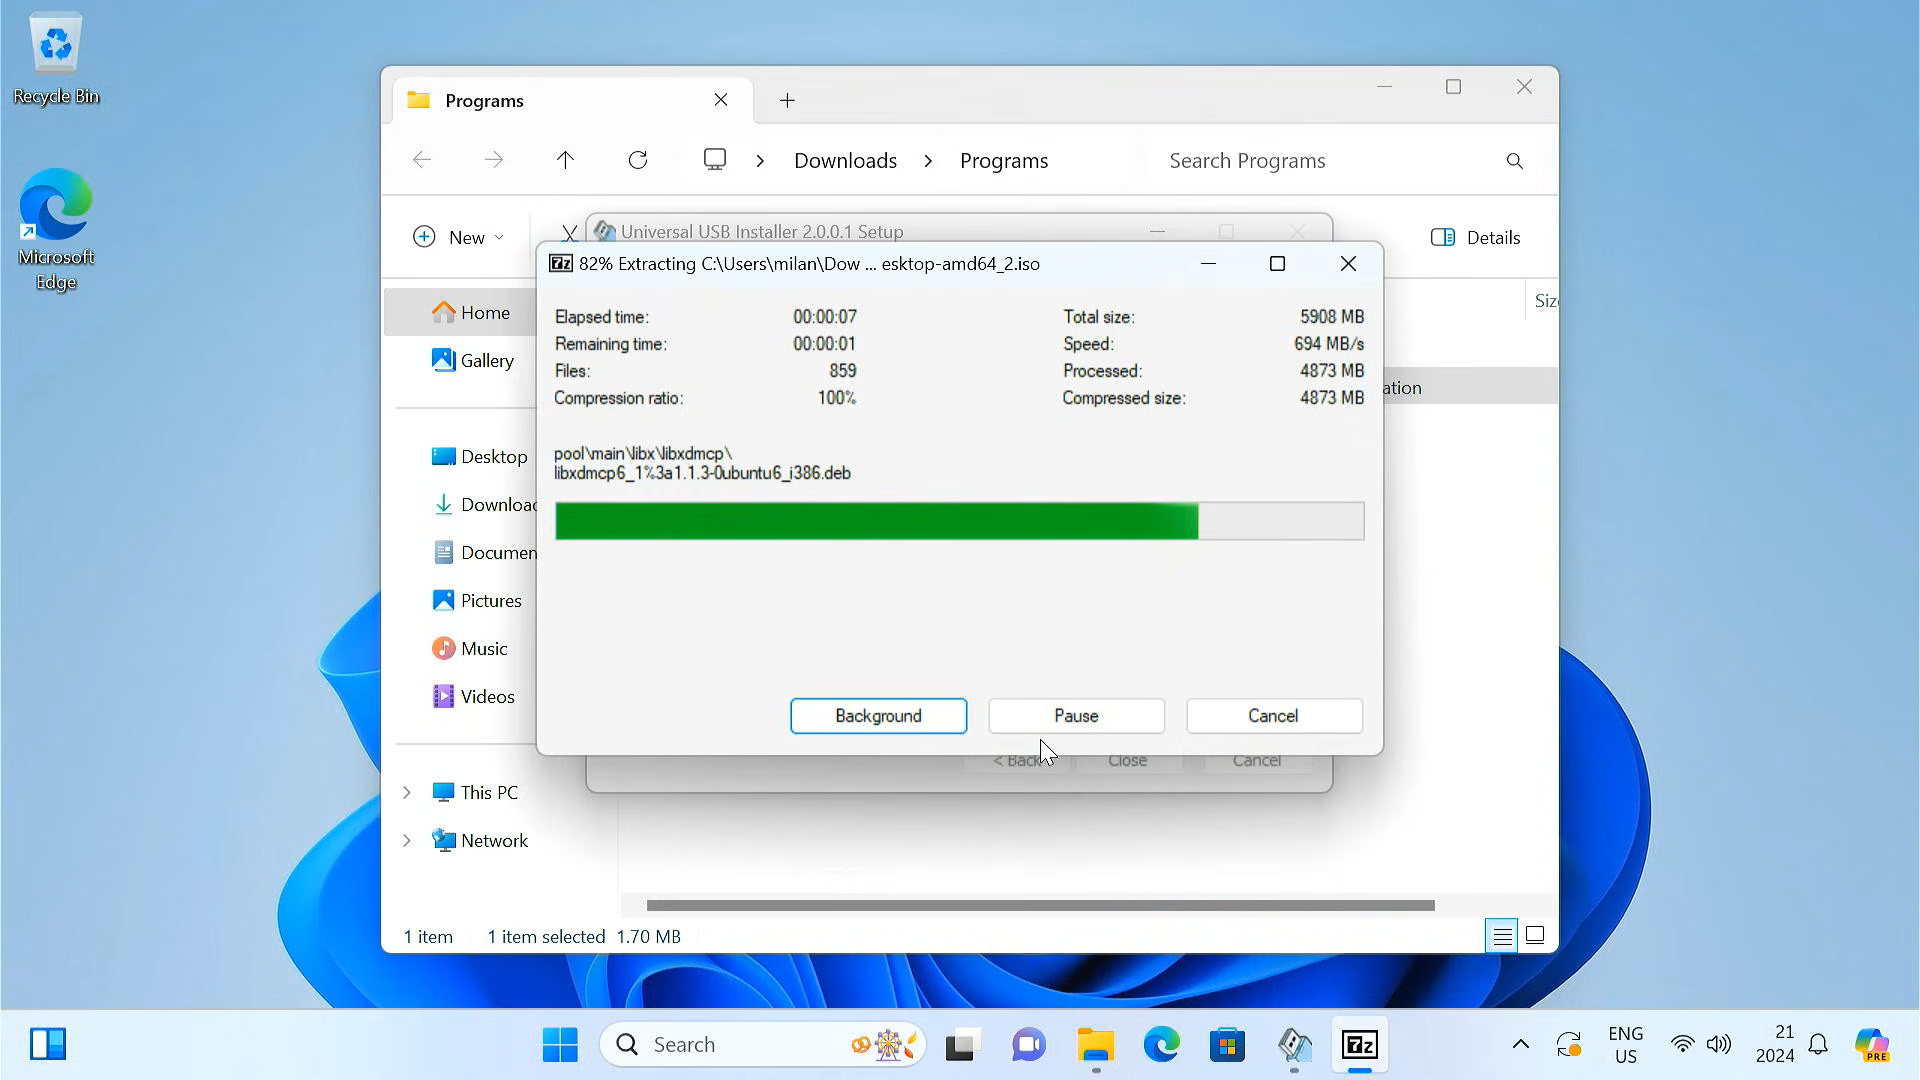 Recycle Bin
Microsoft
Edge
Programs
Downloads
Programs
Search Programs
New
Details
Universal USB Installer 2.0.0.1 Setup
7z 82% Extracting C:\Users\milan\Dow ... esktop-amd64_2.iso
Elapsed time: 00:00:07 Total size: 5908 MB
Remaining time: 00:00:01 Speed: 694 MB/s
Files: 859 Processed: 4873 MB
Compression ratio: 100% Compressed size: 4873 MB
pool\main\libx\libxdmcp\
libxdmcp6_1%3a1.1.3-0ubuntu6_i386.deb
Background Pause Cancel
< Back Close Cancel
Home
Gallery
Desktop
Downloa
Documen
Pictures
Music
Videos
This PC
Network
Siz
ation
1 item 1 item selected 1.70 MB
Search
7z
ENG
US
21
2024
PRE